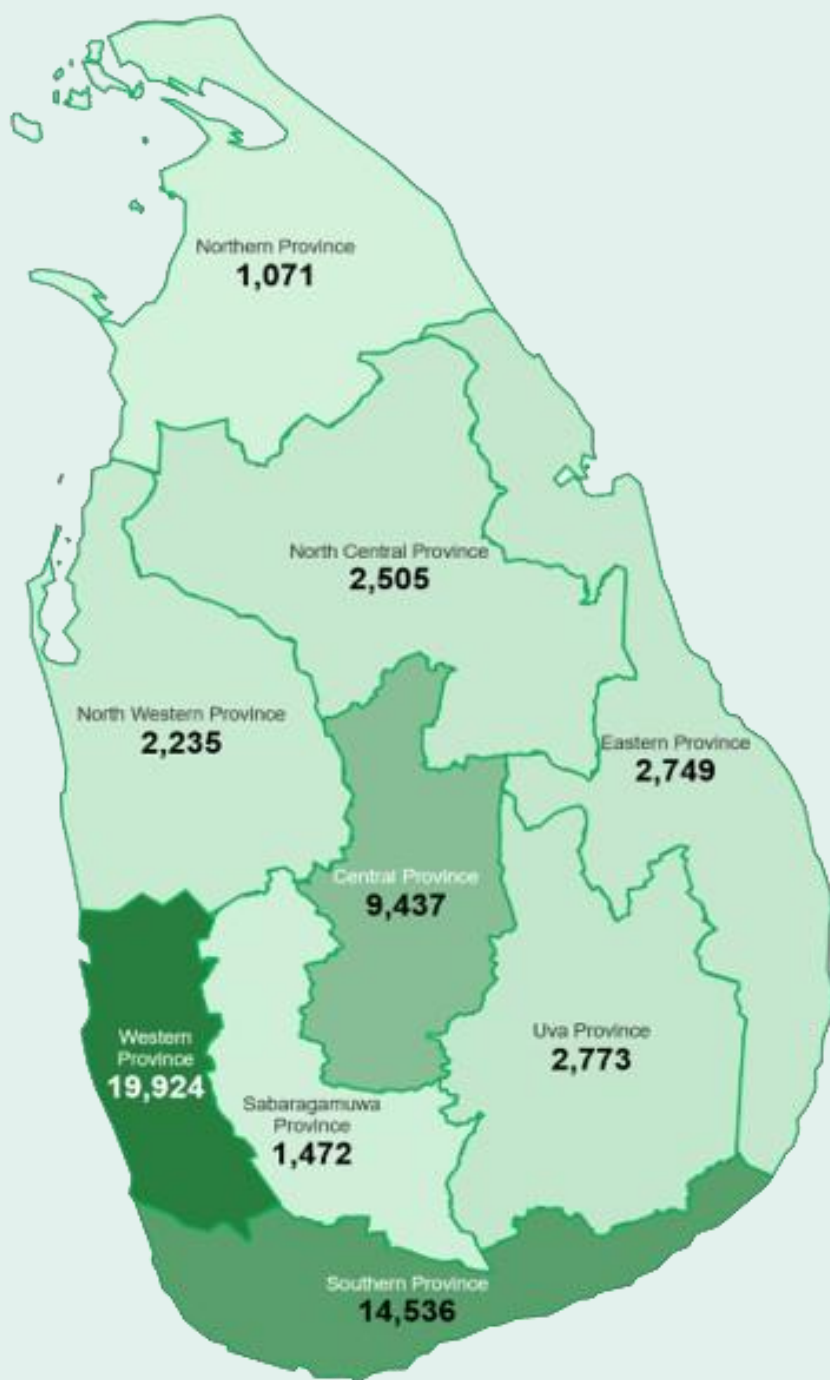 Northern Province
1,071
North Central Province
2,505
North Western Province
2,235
Eastern Province
2,749
Central Province
9,437
Uva Province
2,773
Western
Province
19,924
Sabaragamuwa
Province
1,472
Southern Province
14,536